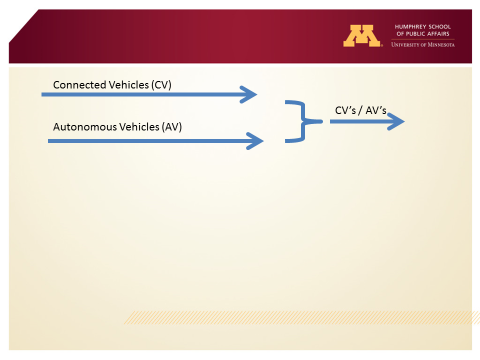 M
HUMPHREY SCHOOL
OF PUBLIC AFFAIRS
UNIVERSITY OF MINNESOTA
Connected Vehicles (CV)
CV's / AV's
Autonomous Vehicles (AV)